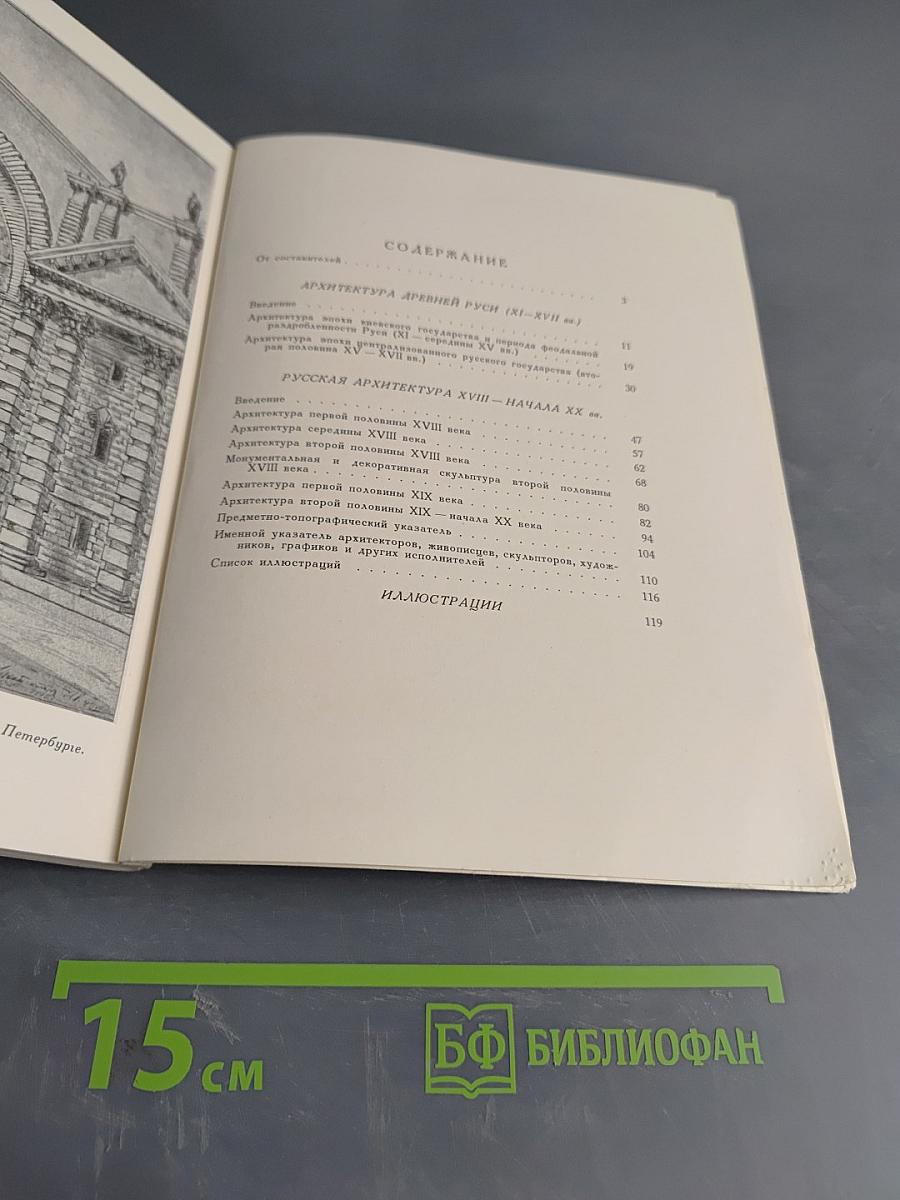 СОДЕРЖАНИЕ
От составителей . . . . . . . . . . . . . . . . 3
АРХИТЕКТУРА ДРЕВНЕЙ РУСИ (XI—XVII вв.)
Введение . . . . . . . . . . . . . . . . 11
Архитектура эпохи киевского государства и периода феодальной
раздробленности Руси (XI — середины XV вв.) . . . . . . 19
Архитектура эпохи централизованного русского государства (вто-
рая половина XV — XVII вв.) . . . . . . . . . . 30
РУССКАЯ АРХИТЕКТУРА XVIII — НАЧАЛА XX вв.
Введение . . . . . . . . . . . . . . . . 47
Архитектура первой половины XVIII века . . . . . . . . 57
Архитектура середины XVIII века . . . . . . . . . . 62
Архитектура второй половины XVIII века . . . . . . . . 68
Монументальная и декоративная скульптура второй половины
XVIII века . . . . . . . . . . . . . . . . 80
Архитектура первой половины XIX века . . . . . . . . 82
Архитектура второй половины XIX — начала XX века . . . . 94
Предметно-топографический указатель . . . . . . . . 104
Именной указатель архитекторов, живописцев, скульпторов, худож-
ников, графиков и других исполнителей . . . . . . . . 110
Список иллюстраций . . . . . . . . . . . . . . 116
ИЛЛЮСТРАЦИИ 119
Петербурге.
15 см
БФ БИБЛИОФАН